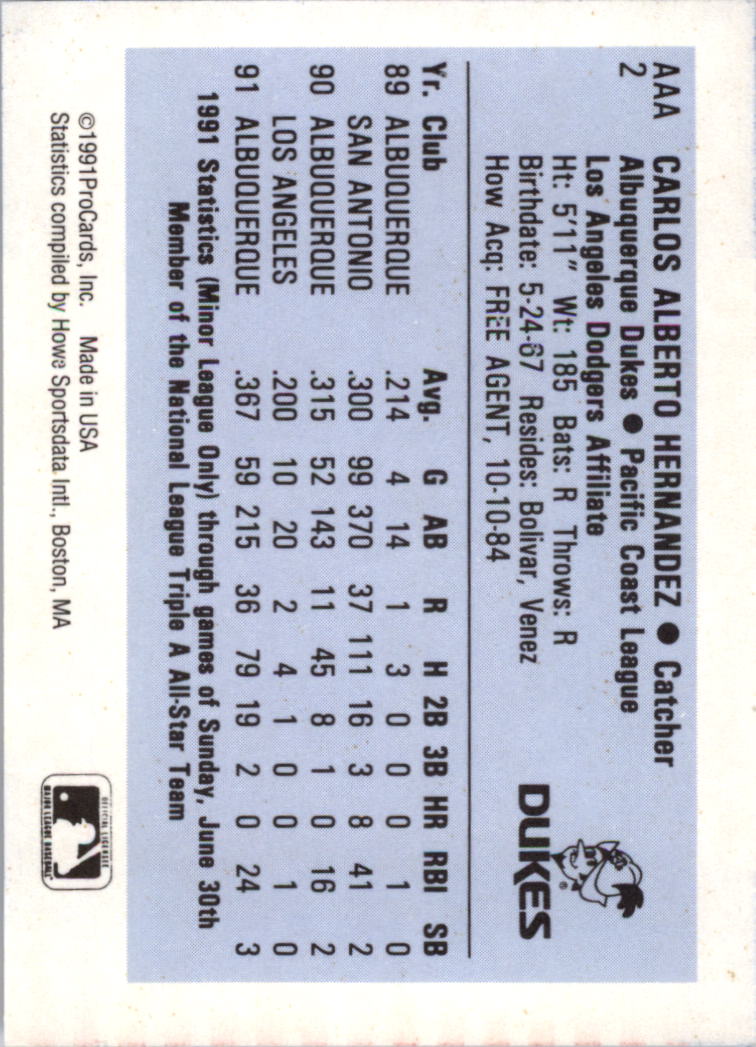 AAA CARLOS ALBERTO HERNANDEZ ● Catcher
2 Albuquerque Dukes ● Pacific Coast League
Los Angeles Dodgers Affiliate
Ht: 5'11" Wt: 185 Bats: R Throws: R
Birthdate: 5-24-67 Resides: Bolivar, Venez
How Acq: FREE AGENT, 10-10-84
DUKES ®
Yr. Club Avg. G AB R H 2B 3B HR RBI SB
89 ALBUQUERQUE .214 4 14 1 3 0 0 0 1 0
SAN ANTONIO .300 99 370 37 111 16 3 8 41 2
90 ALBUQUERQUE .315 52 143 11 45 8 1 0 16 2
LOS ANGELES .200 10 20 2 4 1 0 0 1 0
91 ALBUQUERQUE .367 59 215 36 79 19 2 0 24 3
1991 Statistics (Minor League Only) through games of Sunday, June 30th
Member of the National League Triple A All-Star Team
©1991ProCards, Inc. Made in USA
Statistics compiled by Howe Sportsdata Intl., Boston, MA
OFFICIAL LICENSEE
MAJOR LEAGUE BASEBALL